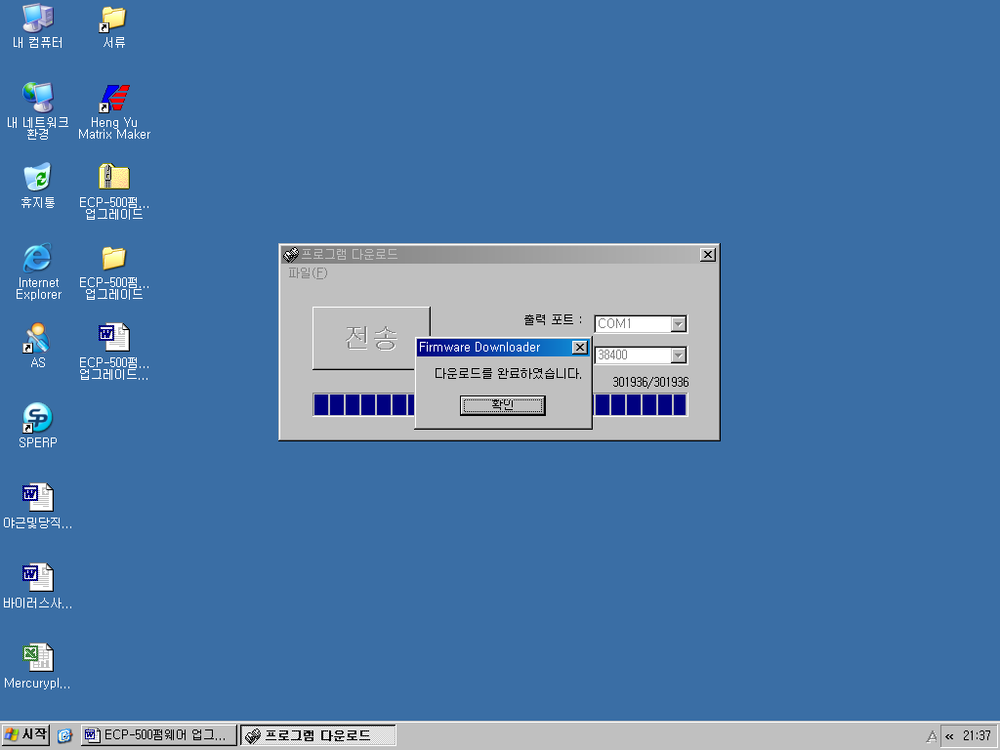 내 컴퓨터
서류
내 네트워크
환경
Heng Yu
Matrix Maker
휴지통
ECP-500펌...
업그레이드
Internet
Explorer
ECP-500펌...
업그레이드
AS
ECP-500펌...
업그레이드...
SP
SPERP
야근및당직...
바이러스사...
Mercurypl...
프로그램 다운로드
파일(F)
전송
출력 포트 :
COM1
38400
301936/301936
Firmware Downloader
다운로드를 완료하였습니다.
확인
시작
ECP-500펌웨어 업그...
프로그램 다운로드
A
«
21:37